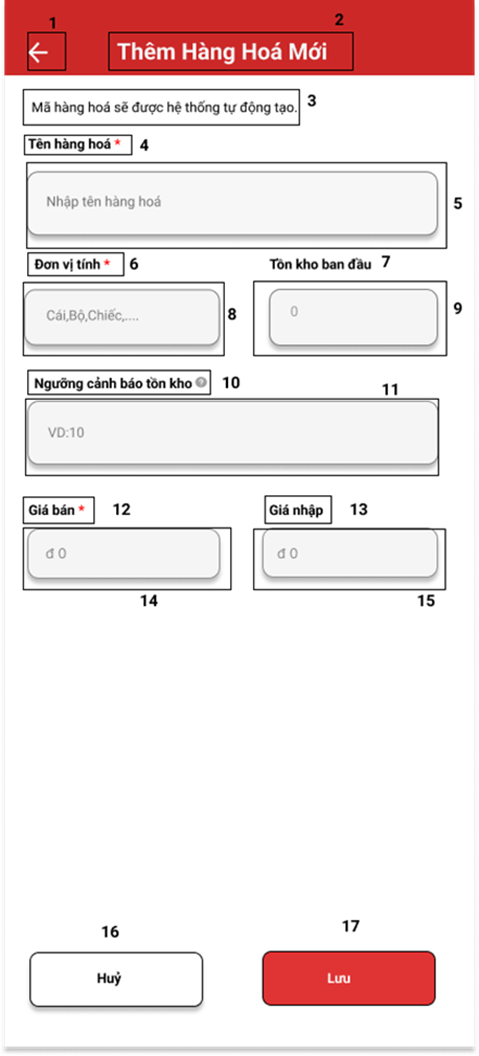 1
2
Thêm Hàng Hoá Mới
Mã hàng hoá sẽ được hệ thống tự động tạo. 3
Tên hàng hoá * 4
Nhập tên hàng hoá 5
Đơn vị tính * 6 Tồn kho ban đầu 7
Cái,Bộ,Chiếc,.... 8 0 9
Ngưỡng cảnh báo tồn kho ? 10
11
VD:10
Giá bán * 12 Giá nhập 13
đ 0 đ 0
14 15
16 17
Huỷ Lưu